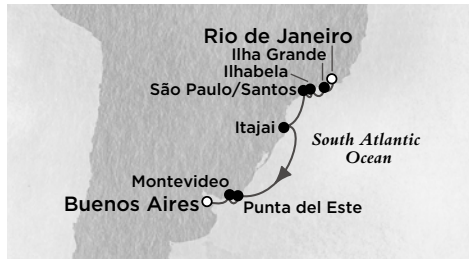 Rio de Janeiro
Ilha Grande
Ilhabela
São Paulo/Santos
Itajai
South Atlantic
Ocean
Montevideo
Buenos Aires
Punta del Este